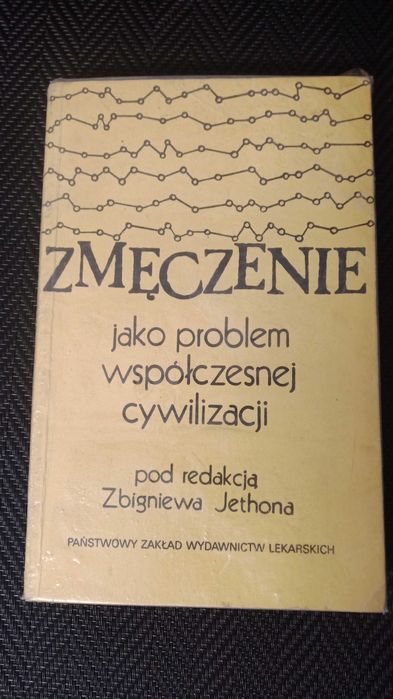 ZMĘCZENIE
jako problem
współczesnej
cywilizacji
pod redakcją
Zbigniewa Jethona
PAŃSTWOWY ZAKŁAD WYDAWNICTW LEKARSKICH